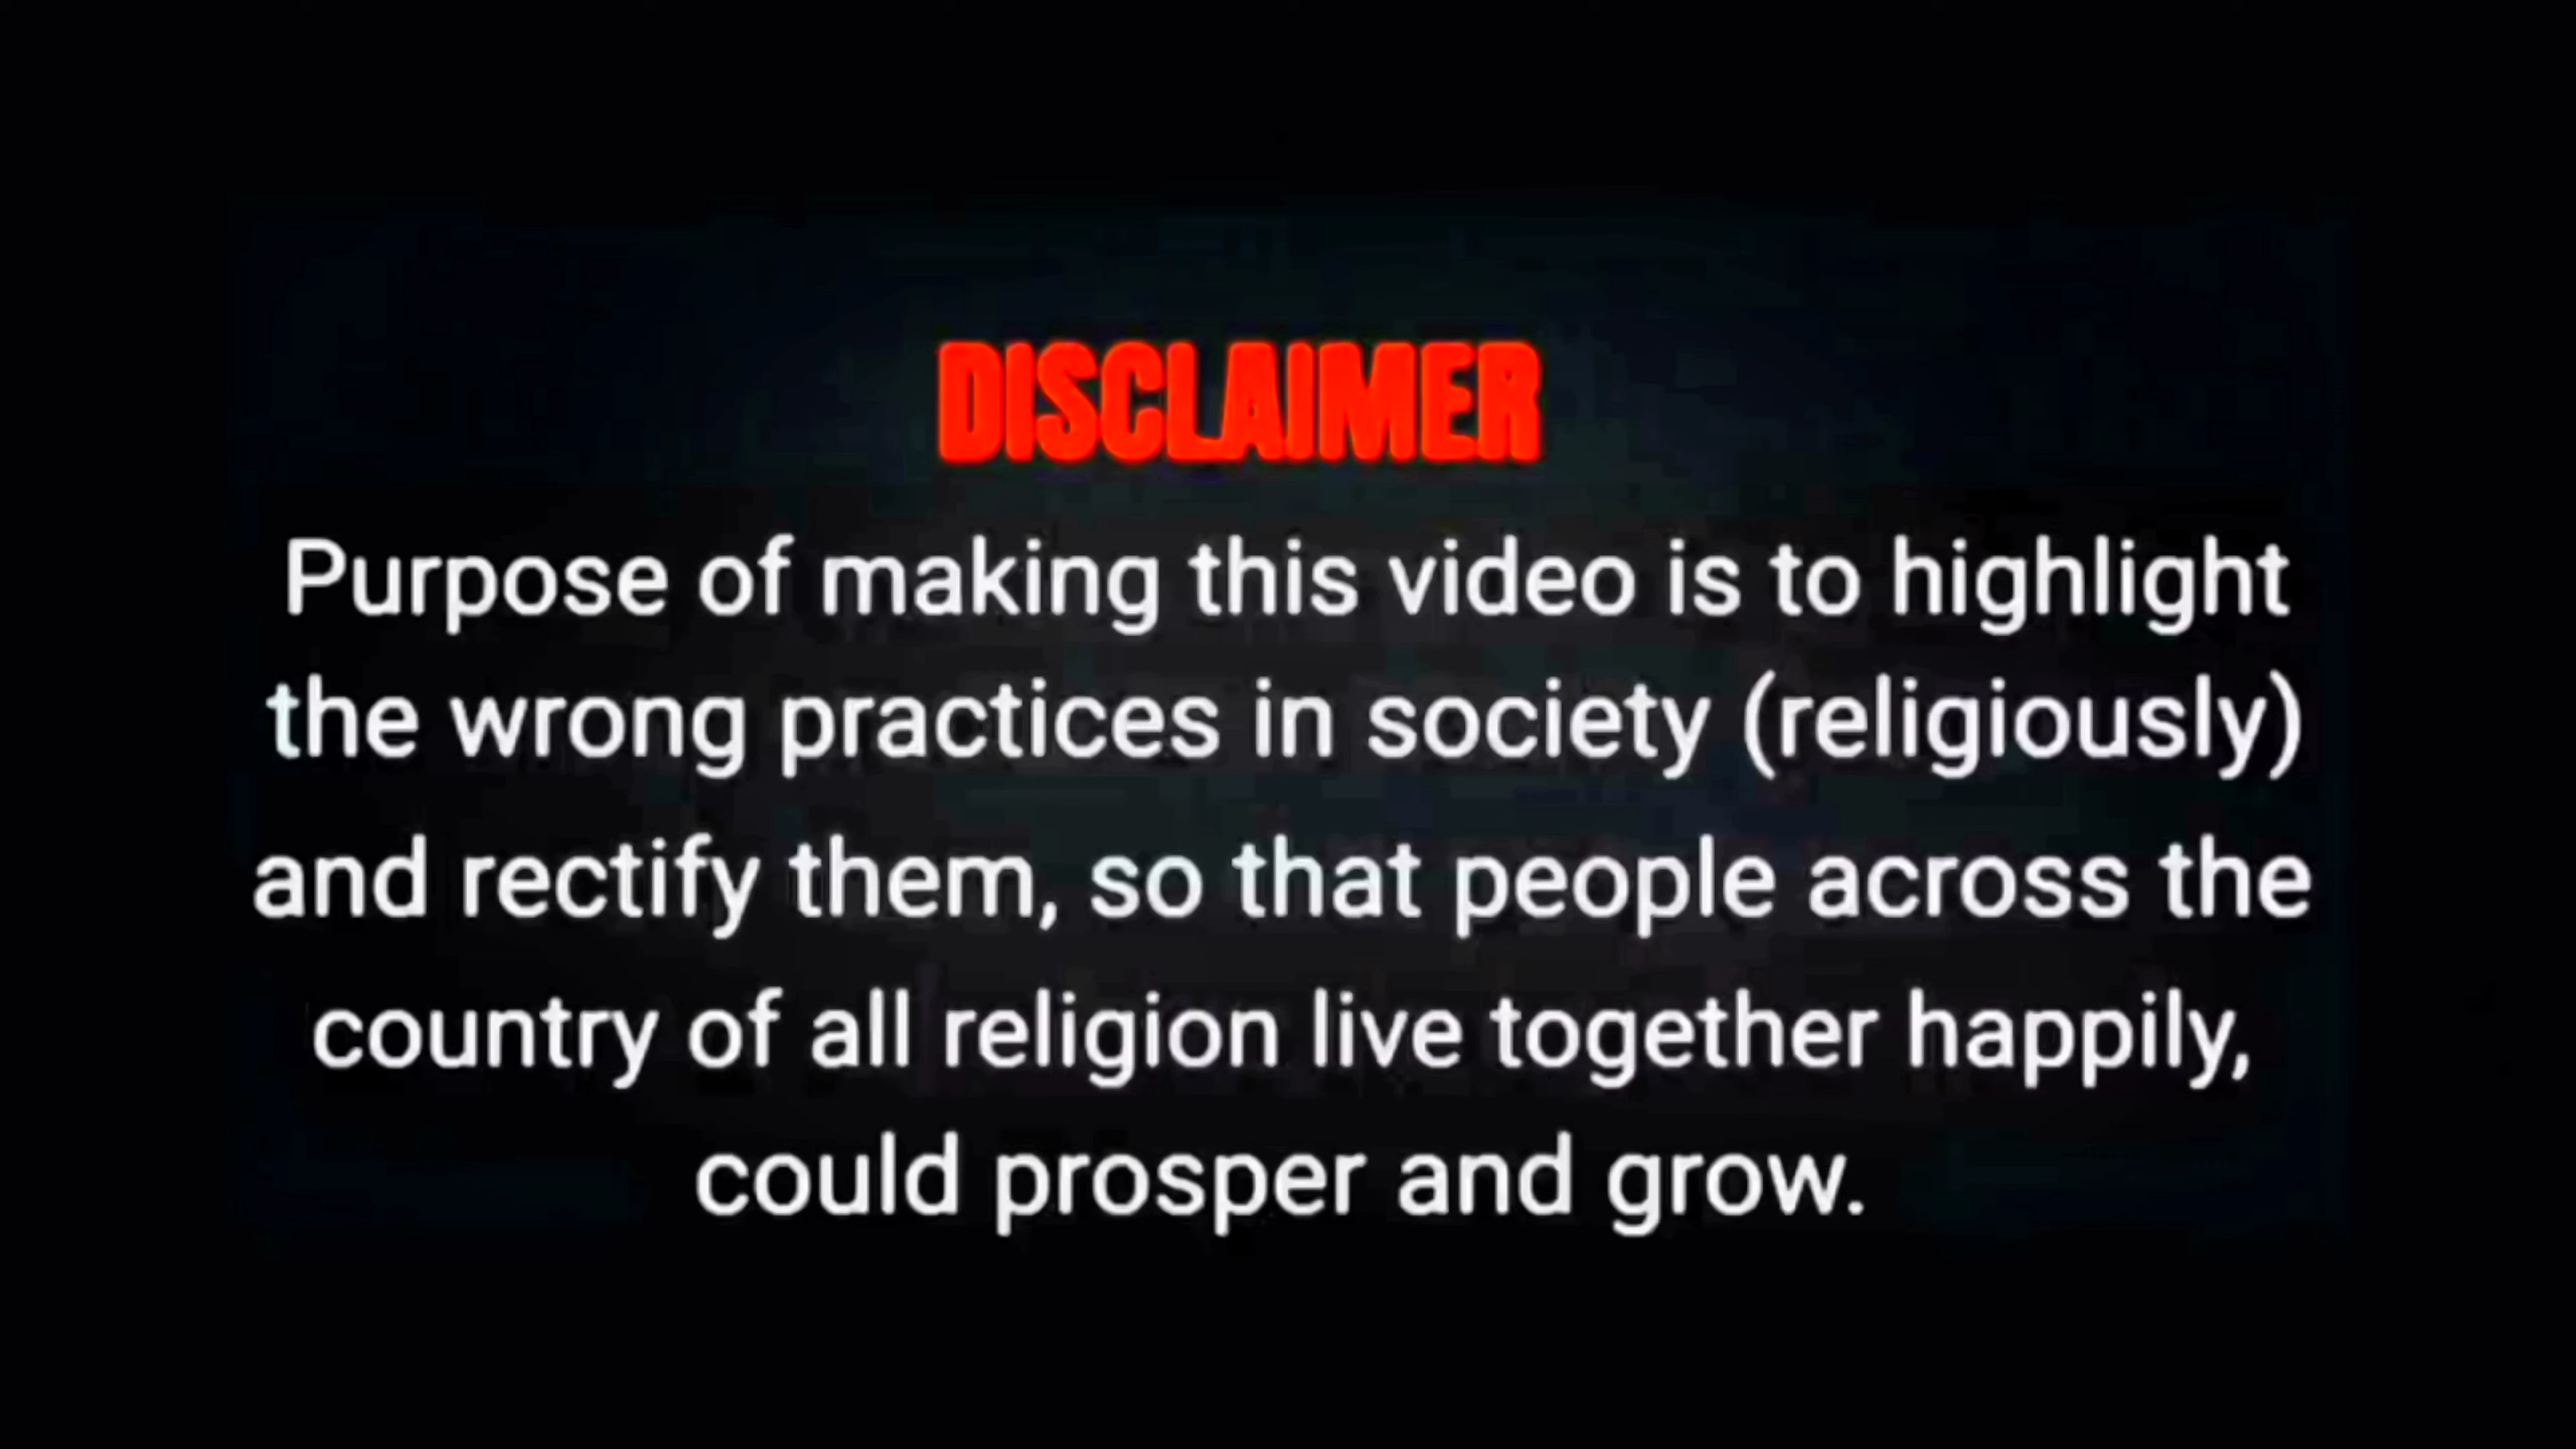 DISCLAIMER
Purpose of making this video is to highlight
the wrong practices in society (religiously)
and rectify them, so that people across the
country of all religion live together happily,
could prosper and grow.